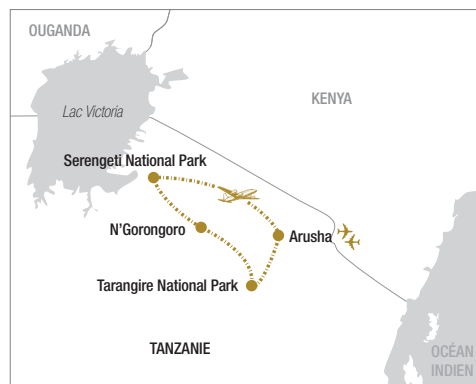 OUGANDA
KENYA
Lac Victoria
Serengeti National Park
N'Gorongoro
Arusha
Tarangire National Park
TANZANIE
OCÉAN
INDIEN